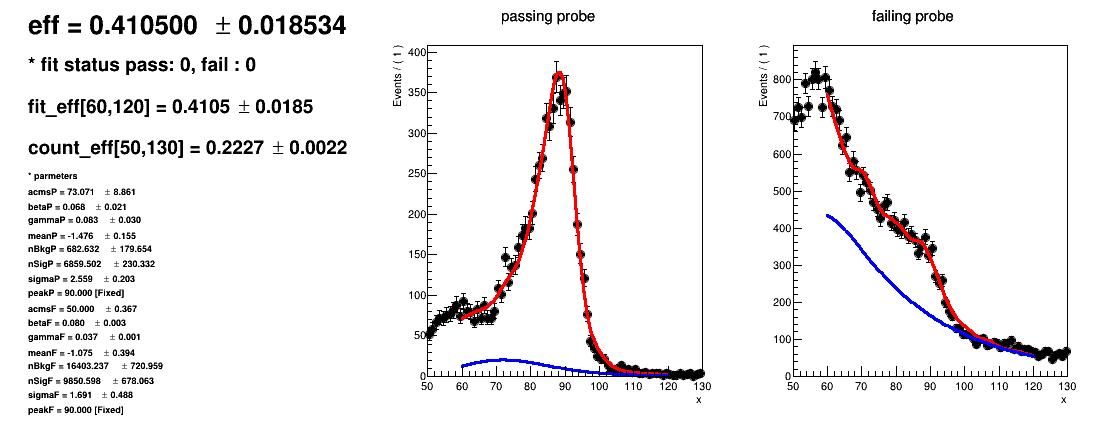 eff = 0.410500 ± 0.018534
* fit status pass: 0, fail : 0
fit_eff[60,120] = 0.4105 ± 0.0185
count_eff[50,130] = 0.2227 ± 0.0022
* parmeters
acmsP = 73.071 ± 8.861
betaP = 0.068 ± 0.021
gammaP = 0.083 ± 0.030
meanP = -1.476 ± 0.155
nBkgP = 682.632 ± 179.654
nSigP = 6859.502 ± 230.332
sigmaP = 2.559 ± 0.203
peakP = 90.000 [Fixed]
acmsF = 50.000 ± 0.367
betaF = 0.080 ± 0.003
gammaF = 0.037 ± 0.001
meanF = -1.075 ± 0.394
nBkgF = 16403.237 ± 720.959
nSigF = 9850.598 ± 678.063
sigmaF = 1.691 ± 0.488
peakF = 90.000 [Fixed]
passing probe
Events / ( 1 )
400
350
300
250
200
150
100
50
0
50 60 70 80 90 100 110 120 130
x
failing probe
Events / ( 1 )
800
700
600
500
400
300
200
100
0
50 60 70 80 90 100 110 120 130
x